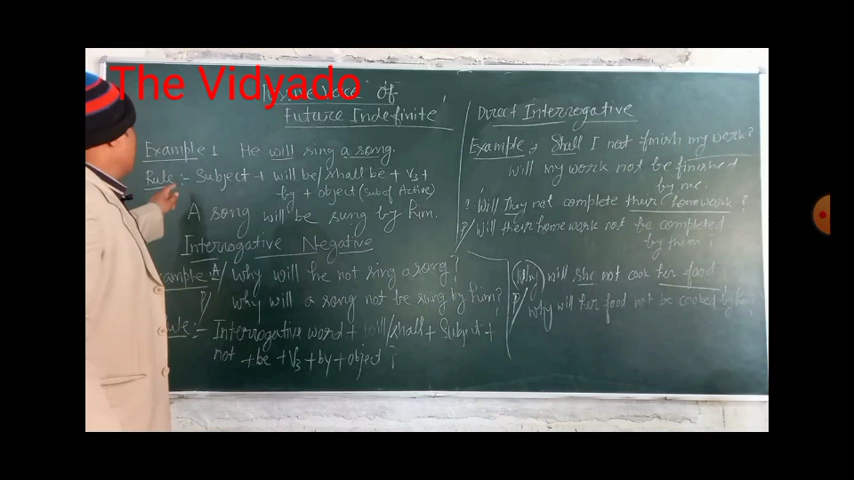 The Vidyado
Passive Voice of
Future Indefinite
Example 1 He will sing a song.
Rule :- Subject + will be/shall be + V3 +
by + object (sub of Active)
A song will be sung by him.
Interrogative Negative
Example A/ Why will he not sing a song?
P/ Why will a song not be sung by him?
Rule :- Interrogative word + will/shall + Subject +
not + be + V3 + by + object ?
Direct Interrogative
Example → Shall I not finish my work?
Will my work not be finished
by me.
? Will they not complete their homework ?
P/ Will their homework not be completed
by them ?
(Why) will she not cook her food
P/ Why will her food not be cooked by